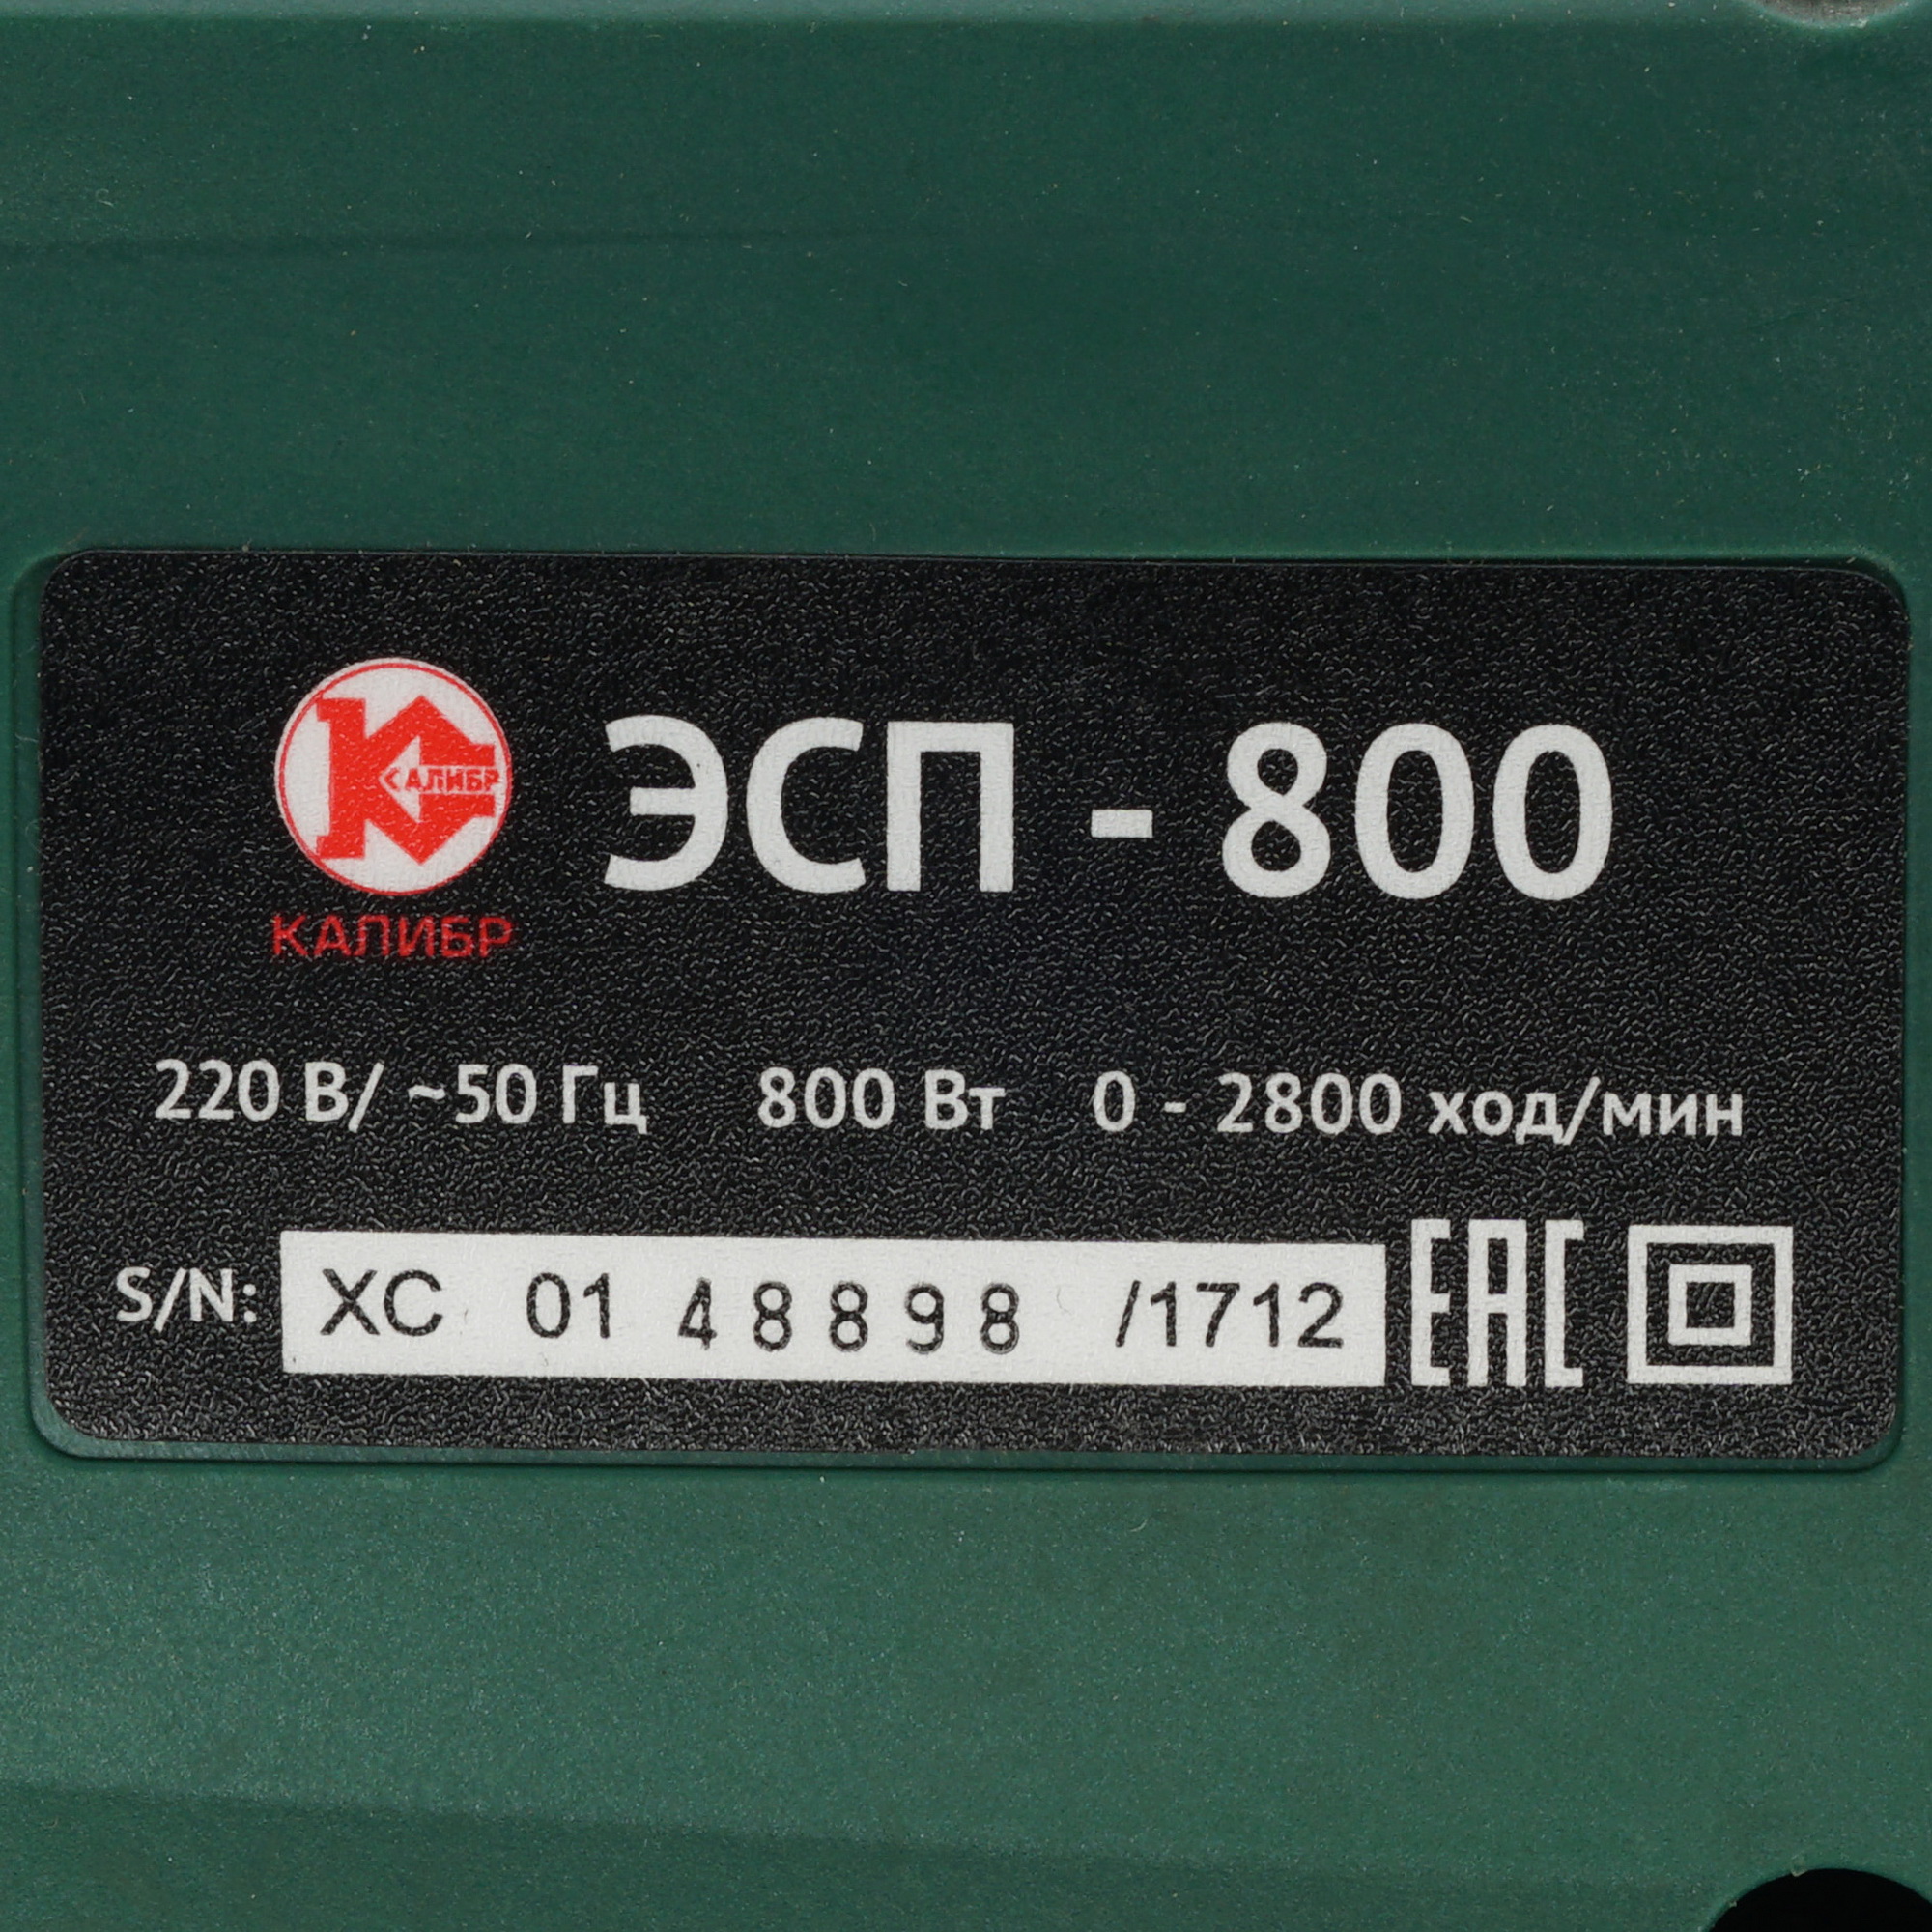 КАЛИБР
ЭСП - 800
КАЛИБР
220 В/ ~50 Гц 800 Вт 0 - 2800 ход/мин
S/N: XC 01 48898 /1712 EAC